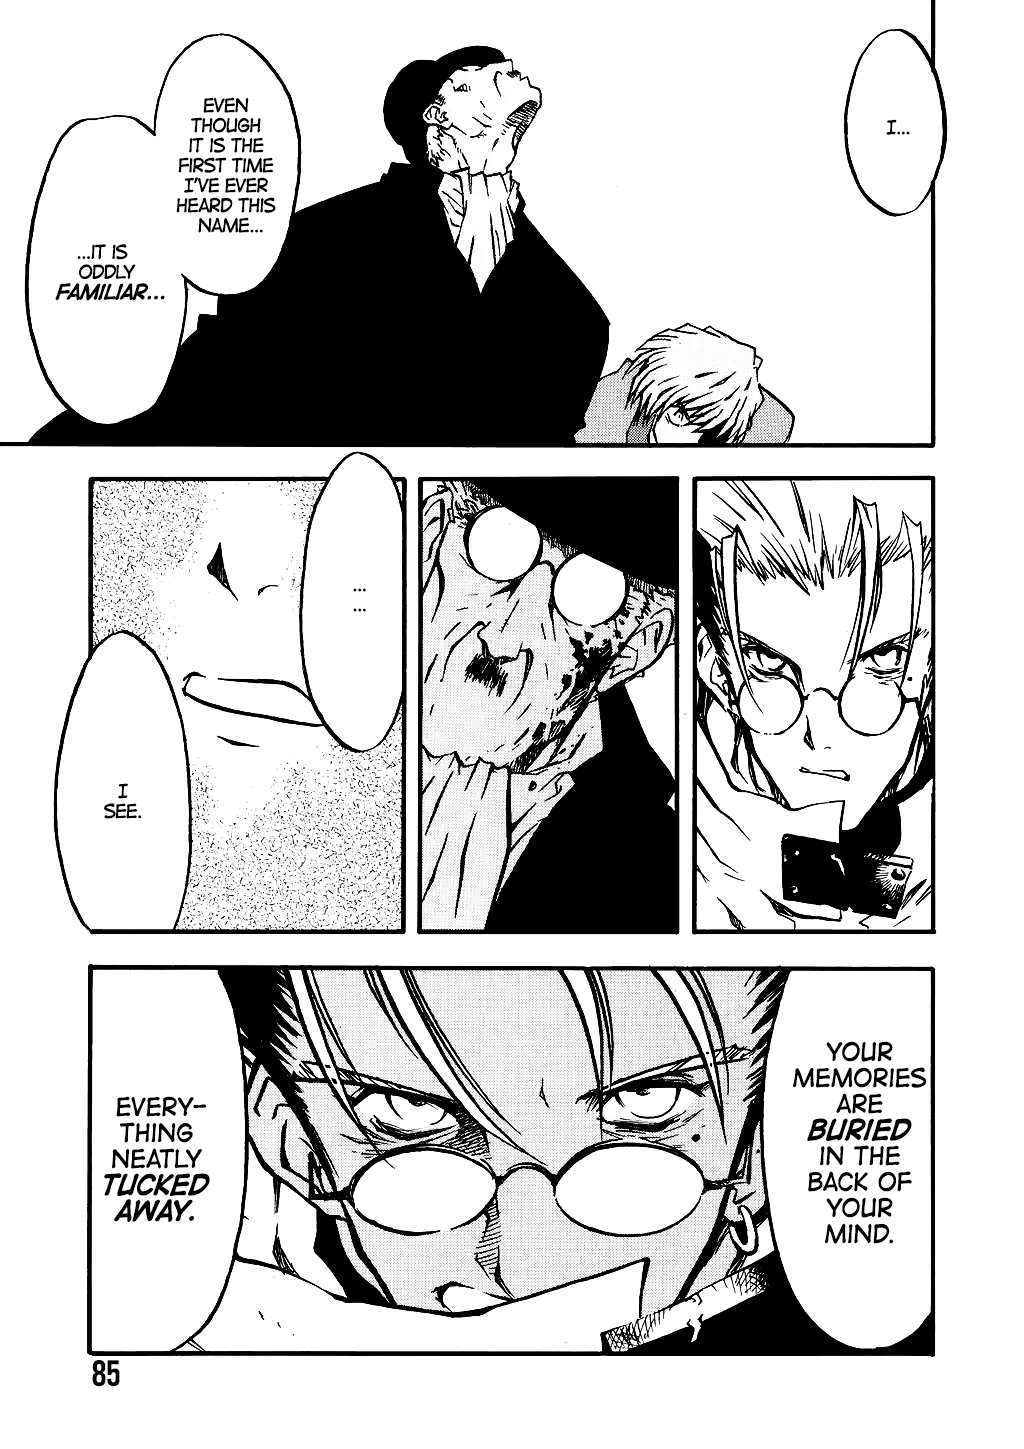 I...
EVEN
THOUGH
IT IS THE
FIRST TIME
I'VE EVER
HEARD THIS
NAME...
...IT IS
ODDLY
FAMILIAR...
...
...
I
SEE.
YOUR
MEMORIES
ARE
BURIED
IN THE
BACK OF
YOUR
MIND.
EVERY-
THING
NEATLY
TUCKED
AWAY.
85